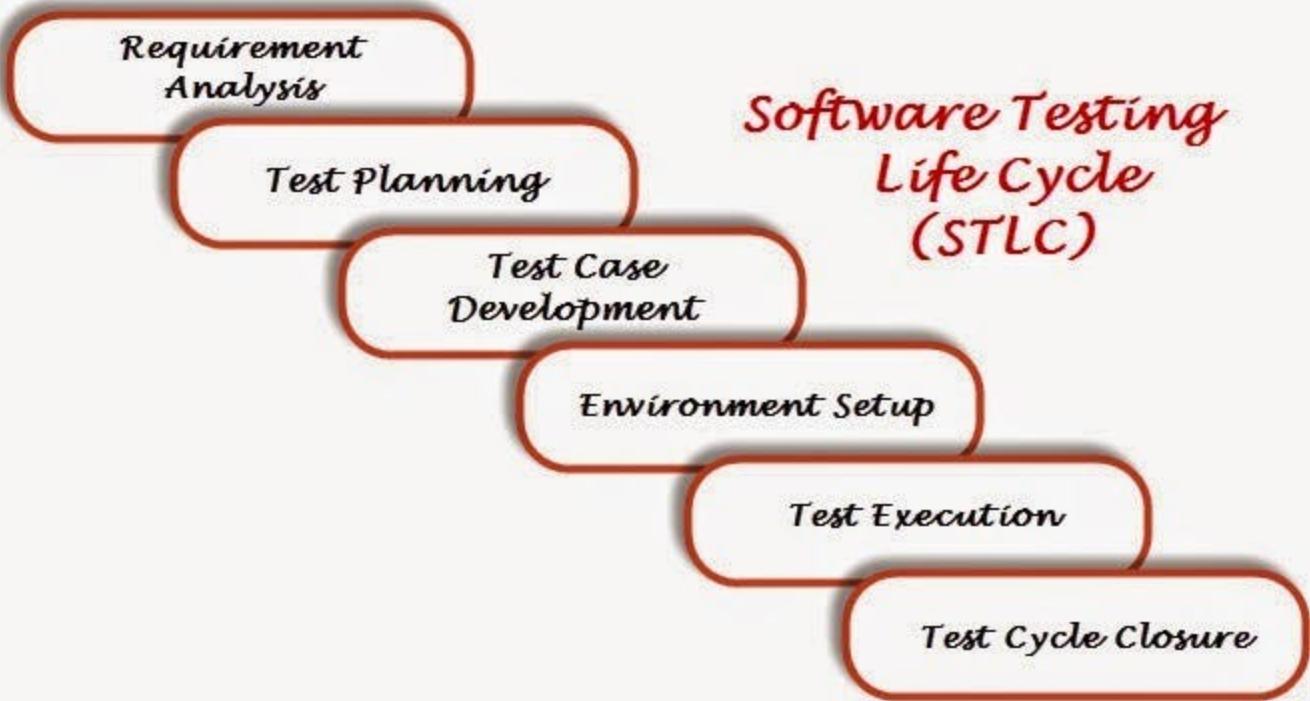 Requirement
Analysis
Software Testing
Life Cycle
(STLC)
Test Planning
Test Case
Development
Environment Setup
Test Execution
Test Cycle Closure